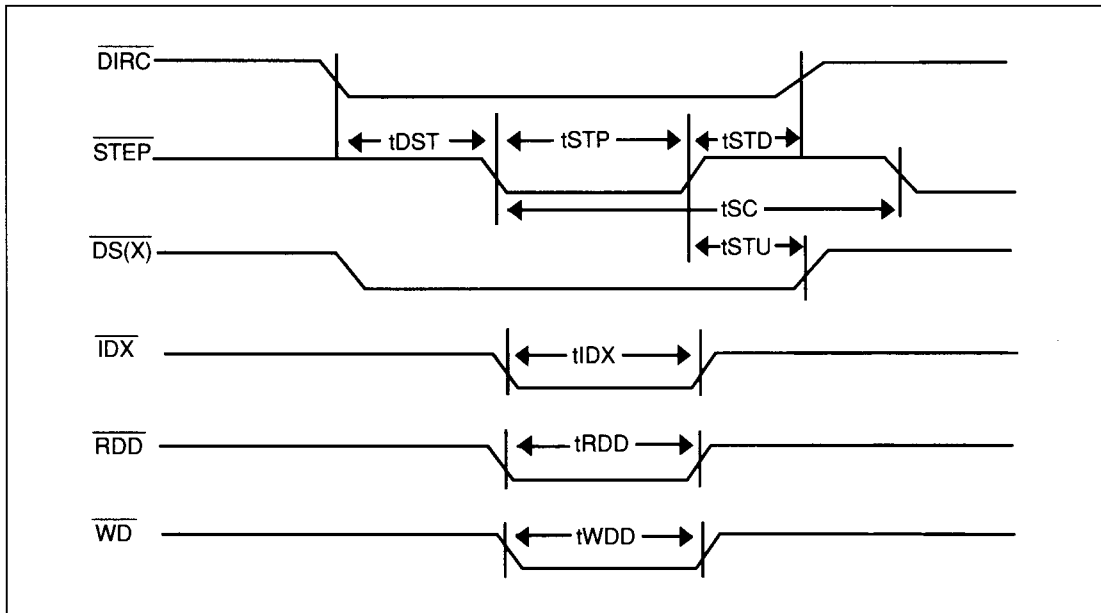 DIRC
tDST tSTP tSTD
STEP
tSC
tSTU
DS(X)
IDX
tIDX
RDD
tRDD
WD
tWDD